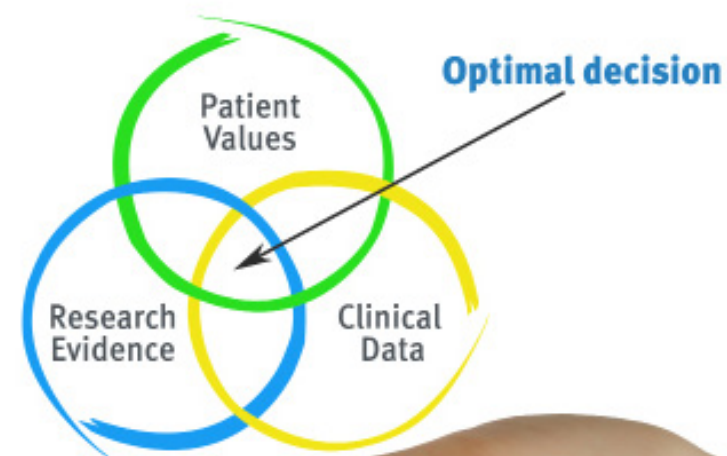 Optimal decision
Patient
Values
Research
Evidence
Clinical
Data